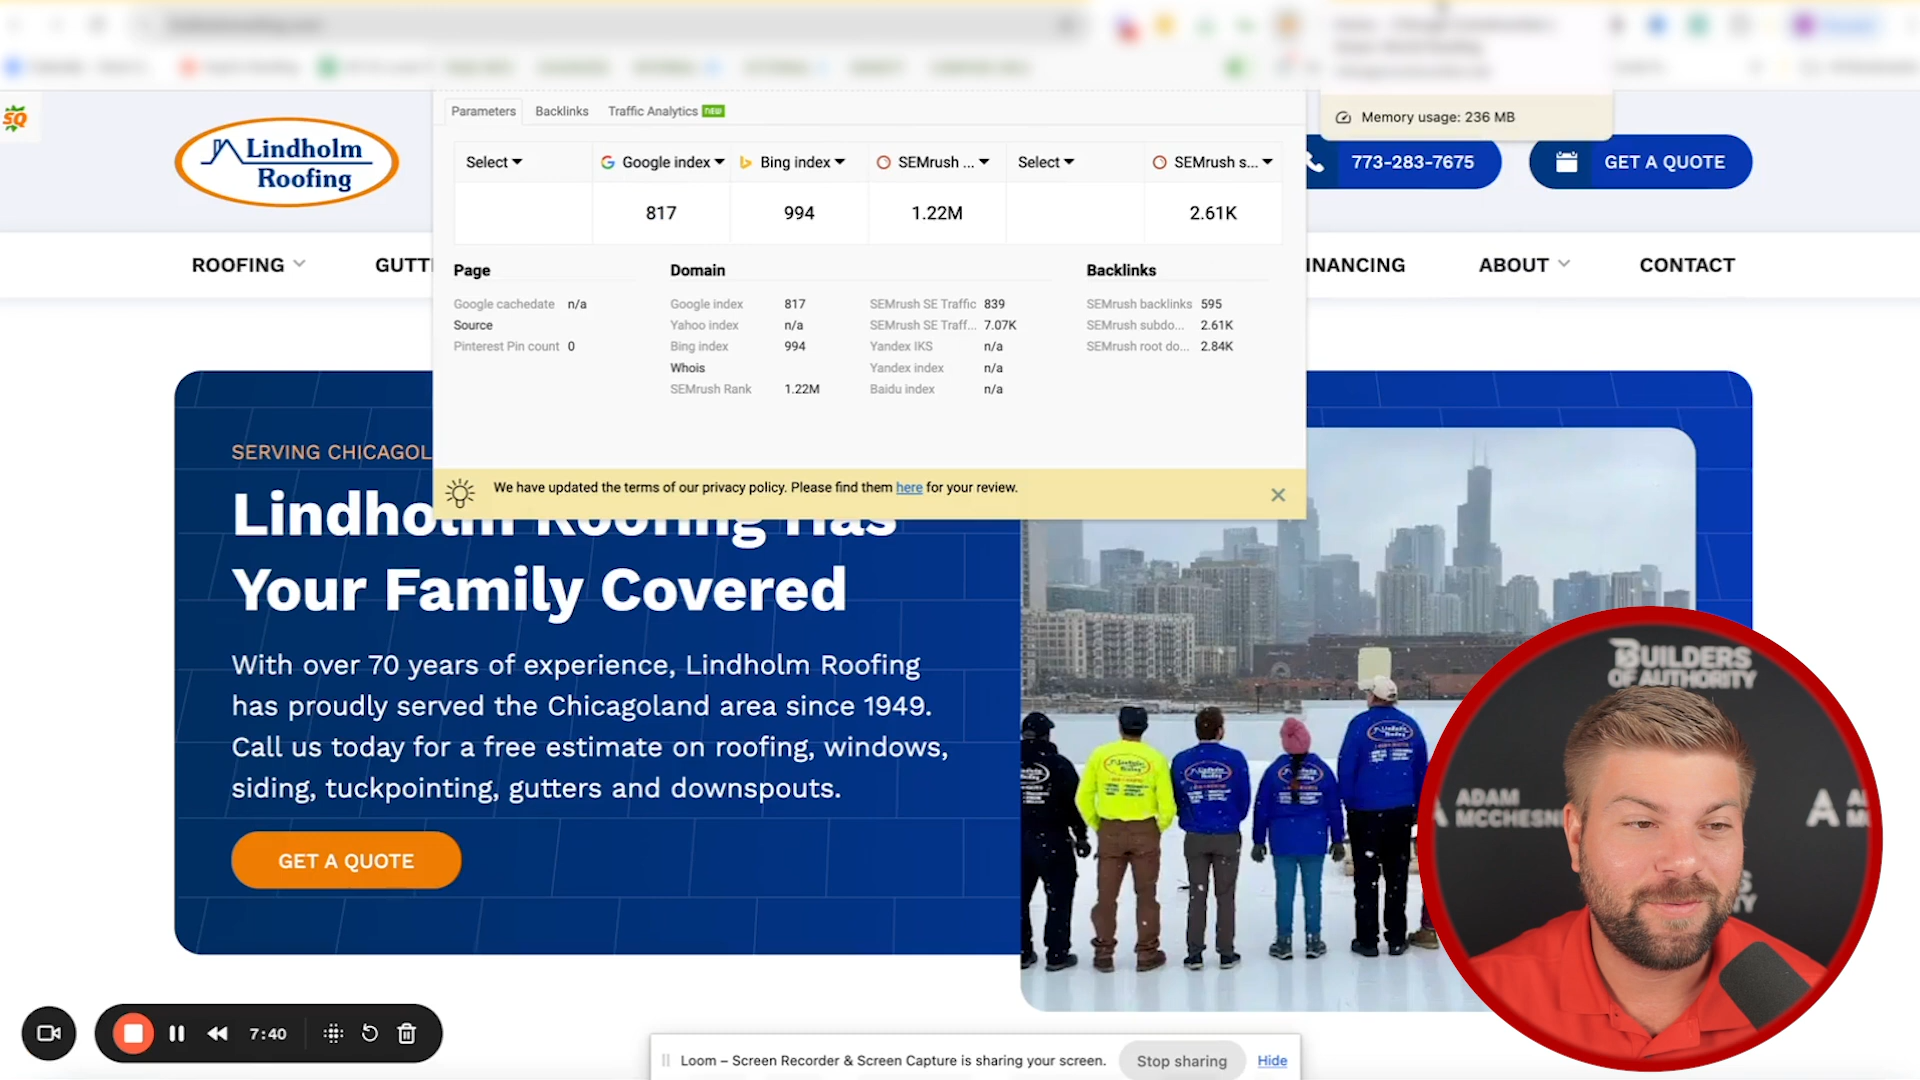 SQ
Lindholm
Roofing
Parameters
Backlinks
Traffic Analytics NEW
Memory usage: 236 MB
773-283-7675
GET A QUOTE
Select
Google index
Bing index
SEMrush ...
Select
SEMrush s...
817
994
1.22M
2.61K
ROOFING
GUTT
INANCING
ABOUT
CONTACT
Page
Google cachedate n/a
Source
Pinterest Pin count 0
Domain
Google index 817
Yahoo index n/a
Bing index 994
Whois
SEMrush Rank 1.22M
SEMrush SE Traffic 839
SEMrush SE Traff... 7.07K
Yandex IKS n/a
Yandex index n/a
Baidu index n/a
Backlinks
SEMrush backlinks 595
SEMrush subdo... 2.61K
SEMrush root do... 2.84K
We have updated the terms of our privacy policy. Please find them here for your review.
SERVING CHICAGOL
Lindholm Roofing Has
Your Family Covered
With over 70 years of experience, Lindholm Roofing
has proudly served the Chicagoland area since 1949.
Call us today for a free estimate on roofing, windows,
siding, tuckpointing, gutters and downspouts.
GET A QUOTE
BUILDERS
OF AUTHORITY
ADAM
MCCHESN
7:40
Loom – Screen Recorder & Screen Capture is sharing your screen.
Stop sharing
Hide